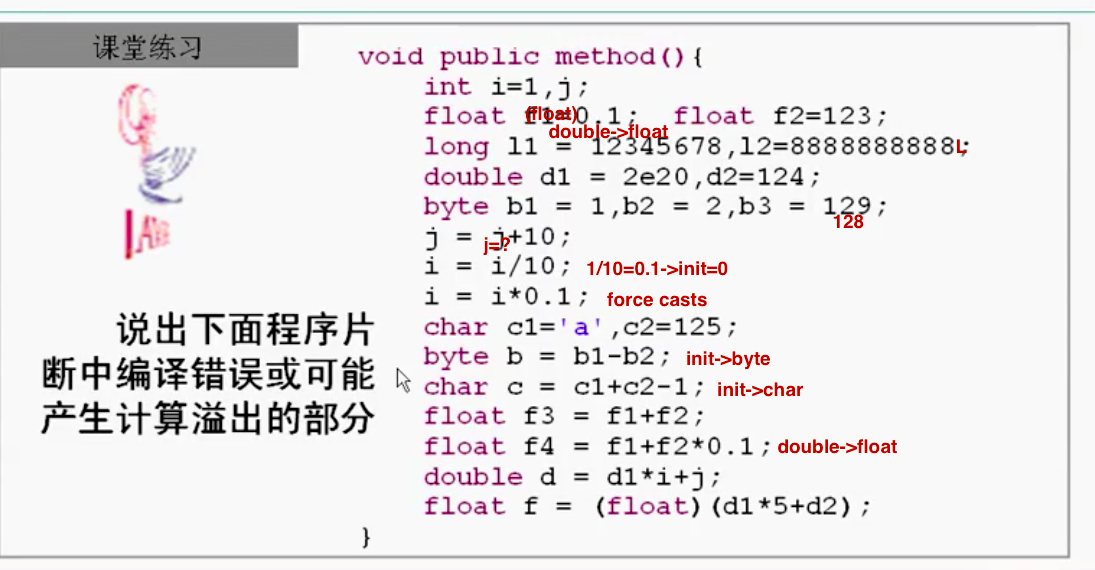 课堂练习
void public method(){
int i=1,j;
float f1=0.1; float f2=123;
(float)
double->float
long l1 = 12345678,l2=8888888888L;
double d1 = 2e20,d2=124;
byte b1 = 1,b2 = 2,b3 = 129;
128
j = j+10;
j=?
i = i/10; 1/10=0.1->init=0
i = i*0.1; force casts
char c1='a',c2=125;
byte b = b1-b2; init->byte
char c = c1+c2-1; init->char
float f3 = f1+f2;
float f4 = f1+f2*0.1; double->float
double d = d1*i+j;
float f = (float)(d1*5+d2);
}
JAVA
说出下面程序片
断中编译错误或可能
产生计算溢出的部分